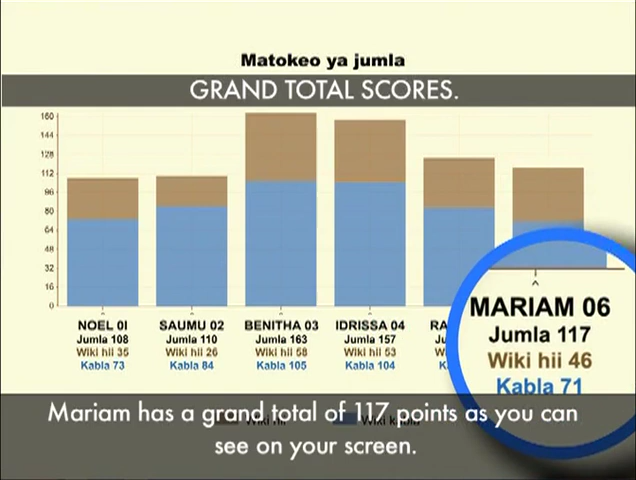 Matokeo ya jumla
GRAND TOTAL SCORES.
160
144
128
112
96
80
64
48
32
16
0
NOEL 01
Jumla 108
Wiki hii 35
Kabla 73
SAUMU 02
Jumla 110
Wiki hii 26
Kabla 84
BENITHA 03
Jumla 163
Wiki hii 58
Kabla 105
IDRISSA 04
Jumla 157
Wiki hii 53
Kabla 104
MARIAM 06
Jumla 117
Wiki hii 46
Kabla 71
Wiki hii
Wiki kabla
Mariam has a grand total of 117 points as you can
see on your screen.